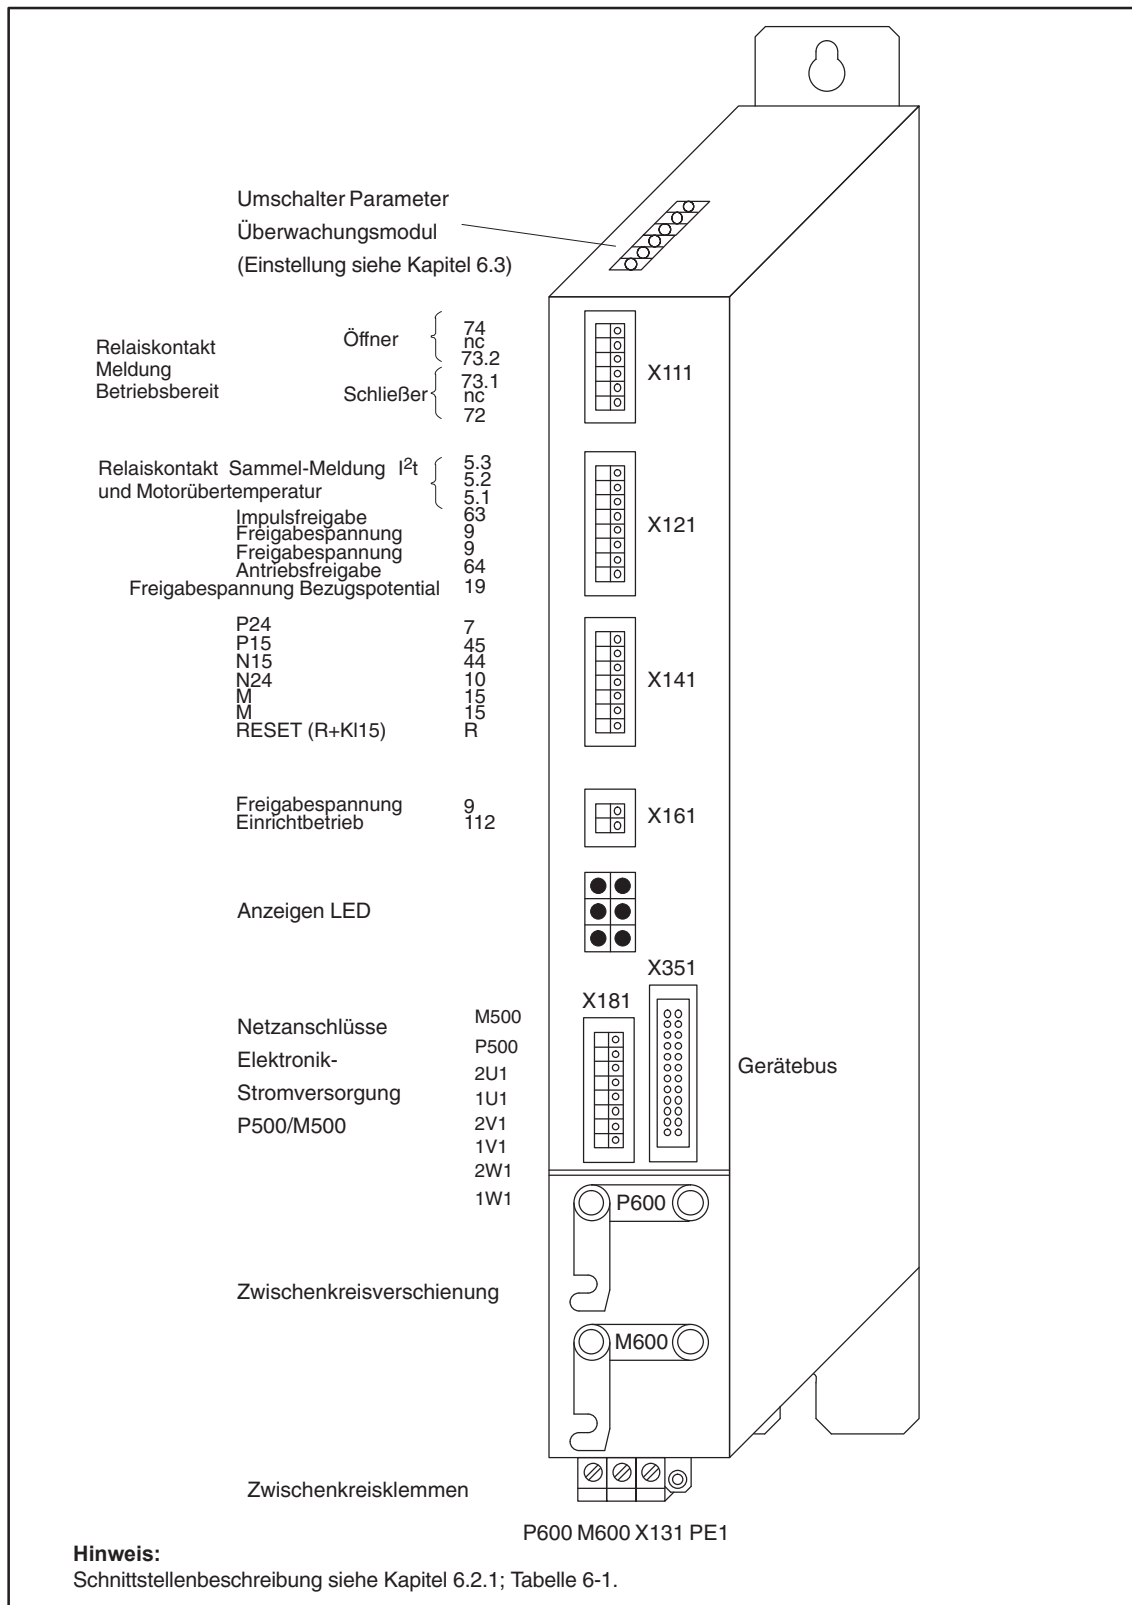 Umschalter Parameter
Überwachungsmodul
(Einstellung siehe Kapitel 6.3)
Relaiskontakt
Meldung
Betriebsbereit
Öffner
74
nc
73.2
Schließer
73.1
nc
72
X111
Relaiskontakt Sammel-Meldung I²t
und Motorübertemperatur
5.3
5.2
5.1
Impulsfreigabe 63
Freigabespannung 9
Freigabespannung 9
Antriebsfreigabe 64
Freigabespannung Bezugspotential 19
X121
P24 7
P15 45
N15 44
N24 10
M 15
M 15
RESET (R+Kl15) R
X141
Freigabespannung 9
Einrichtbetrieb 112
X161
Anzeigen LED
X351
X181
Netzanschlüsse
Elektronik-
Stromversorgung
P500/M500
M500
P500
2U1
1U1
2V1
1V1
2W1
1W1
Gerätebus
P600
Zwischenkreisverschienung
M600
Zwischenkreisklemmen
P600 M600 X131 PE1
Hinweis:
Schnittstellenbeschreibung siehe Kapitel 6.2.1; Tabelle 6-1.